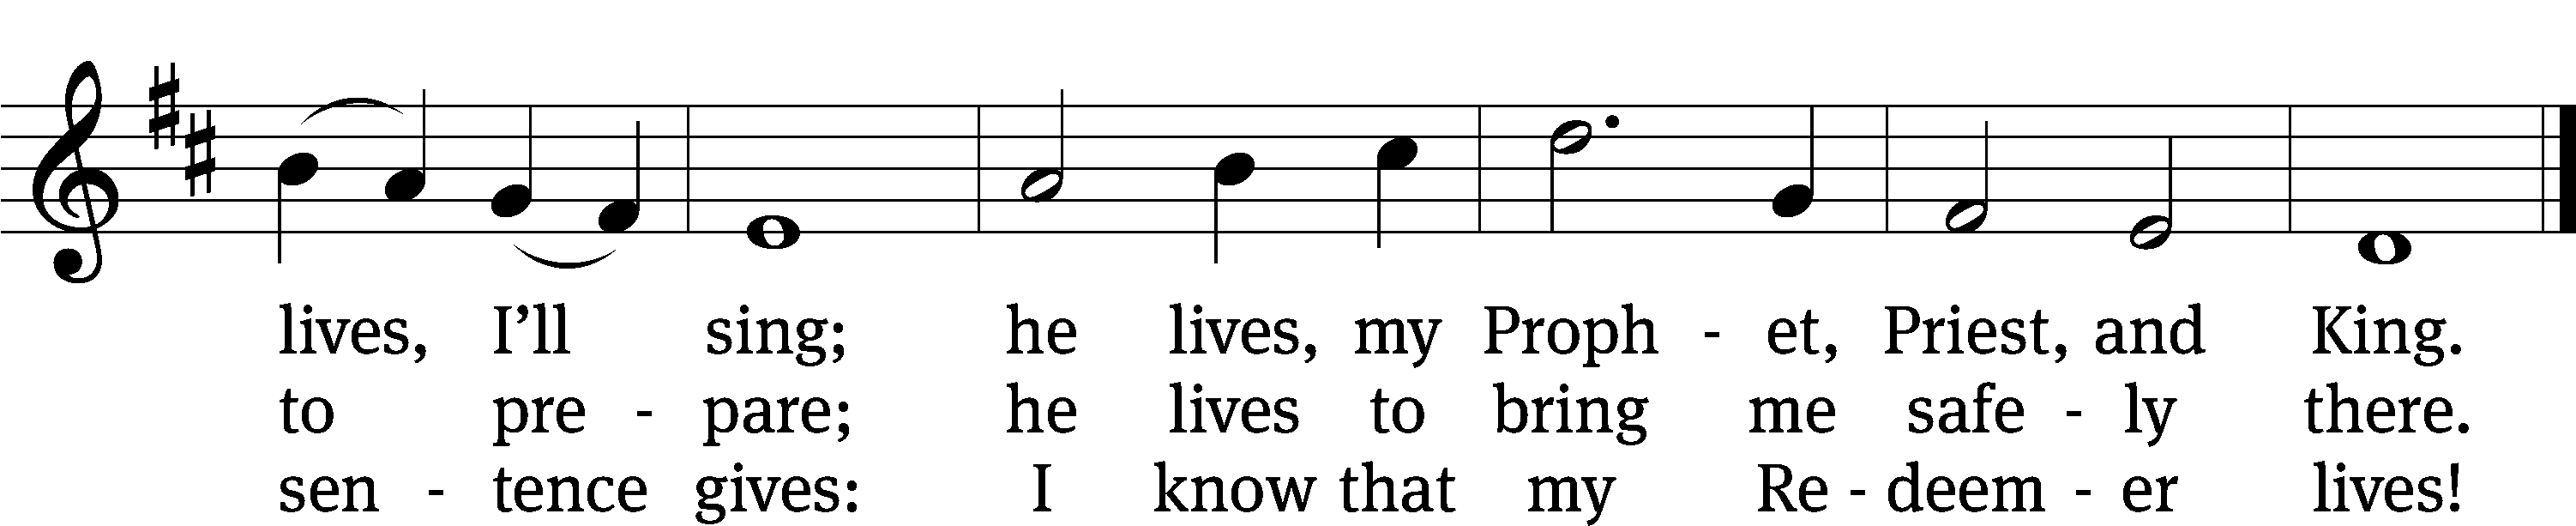 lives, I'll sing; he lives, my Proph - et, Priest, and King.
to pre - pare; he lives to bring me safe - ly there.
sen - tence gives: I know that my Re - deem - er lives!